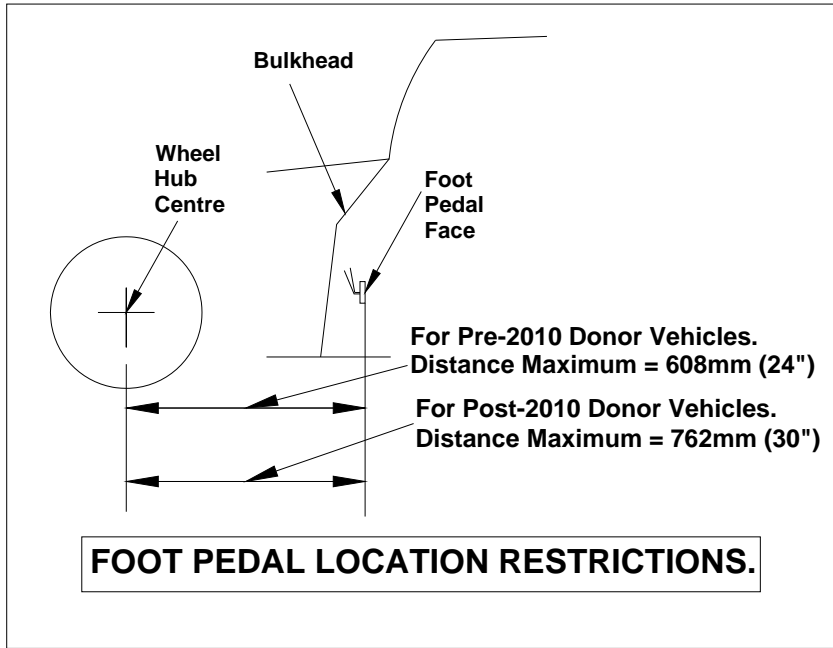 Bulkhead
Wheel
Hub
Centre
Foot
Pedal
Face
For Pre-2010 Donor Vehicles.
Distance Maximum = 608mm (24")
For Post-2010 Donor Vehicles.
Distance Maximum = 762mm (30")
FOOT PEDAL LOCATION RESTRICTIONS.